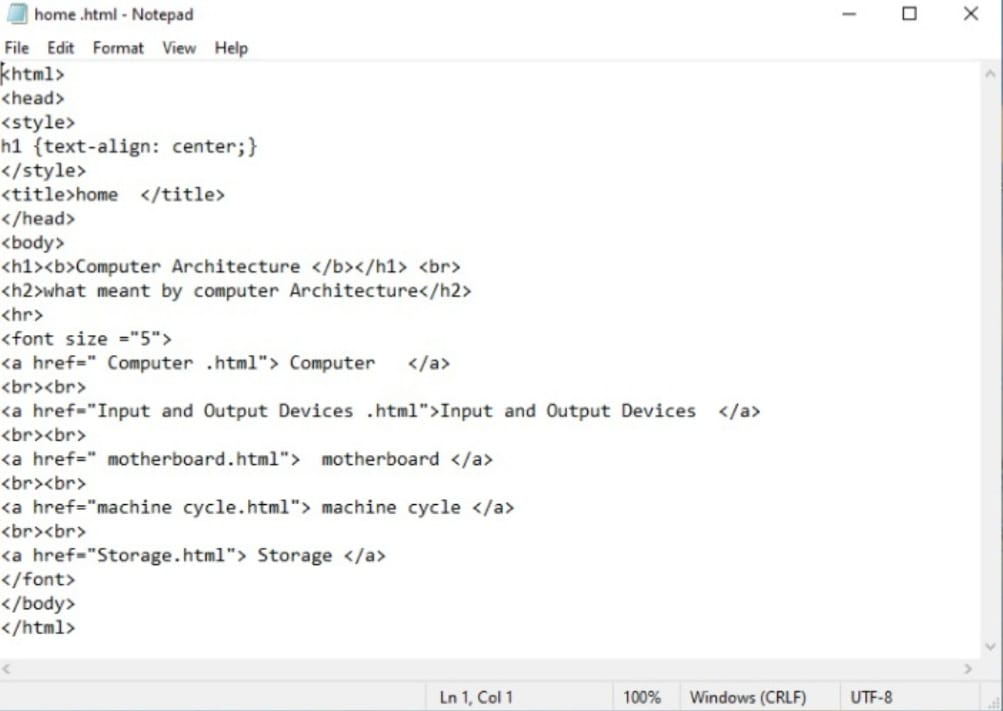 home .html - Notepad
File Edit Format View Help
<html>
<head>
<style>
h1 {text-align: center;}
</style>
<title>home  </title>
</head>
<body>
<h1><b>Computer Architecture </b></h1> <br>
<h2>what meant by computer Architecture</h2>
<hr>
<font size ="5">
<a href=" Computer .html"> Computer   </a>
<br><br>
<a href="Input and Output Devices .html">Input and Output Devices  </a>
<br><br>
<a href=" motherboard.html">  motherboard </a>
<br><br>
<a href="machine cycle.html"> machine cycle </a>
<br><br>
<a href="Storage.html"> Storage </a>
</font>
</body>
</html>
Ln 1, Col 1 100% Windows (CRLF) UTF-8